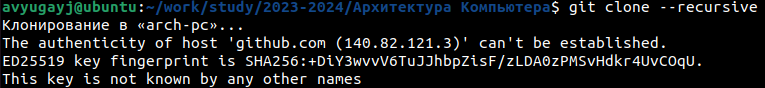 avyugayj@ubuntu:~/work/study/2023-2024/Архитектура Компьютера$ git clone --recursive
Клонирование в «arch-pc»...
The authenticity of host 'github.com (140.82.121.3)' can't be established.
ED25519 key fingerprint is SHA256:+DiY3wvvV6TuJJhbpZisF/zLDA0zPMSvHdkr4UvCOqU.
This key is not known by any other names